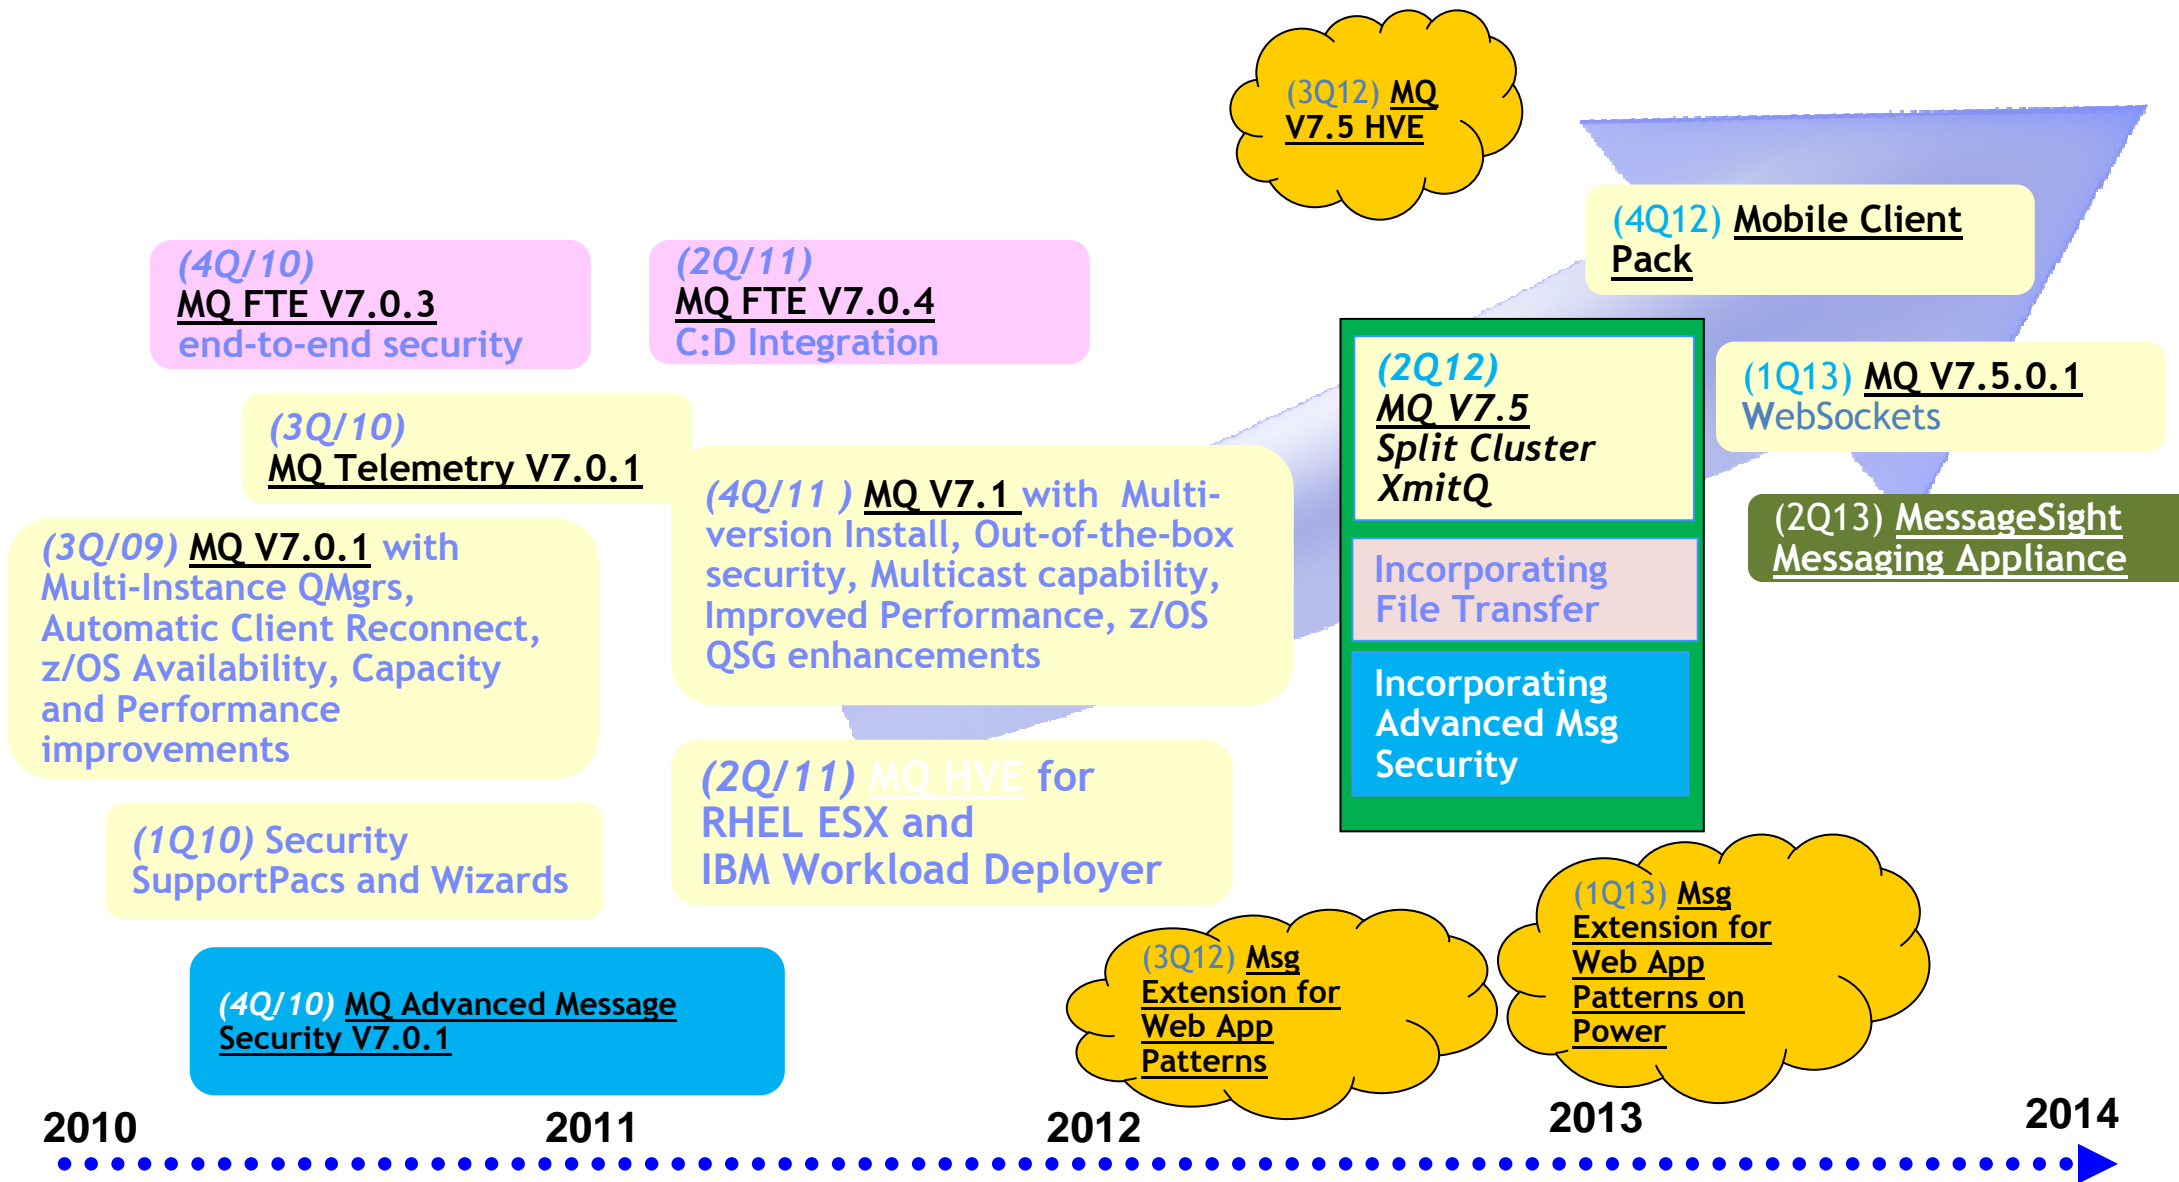 (3Q12) MQ
V7.5 HVE
(4Q12) Mobile Client
Pack
(4Q/10)
MQ FTE V7.0.3
end-to-end security
(2Q/11)
MQ FTE V7.0.4
C:D Integration
(2Q12)
MQ V7.5
Split Cluster
XmitQ
Incorporating
File Transfer
Incorporating
Advanced Msg
Security
(1Q13) MQ V7.5.0.1
WebSockets
(3Q/10)
MQ Telemetry V7.0.1
(4Q/11 ) MQ V7.1 with Multi-
version Install, Out-of-the-box
security, Multicast capability,
Improved Performance, z/OS
QSG enhancements
(2Q13) MessageSight
Messaging Appliance
(3Q/09) MQ V7.0.1 with
Multi-Instance QMgrs,
Automatic Client Reconnect,
z/OS Availability, Capacity
and Performance
improvements
(2Q/11) MQ HVE for
RHEL ESX and
IBM Workload Deployer
(1Q10) Security
SupportPacs and Wizards
(1Q13) Msg
Extension for
Web App
Patterns on
Power
(3Q12) Msg
Extension for
Web App
Patterns
(4Q/10) MQ Advanced Message
Security V7.0.1
2010 2011 2012 2013 2014